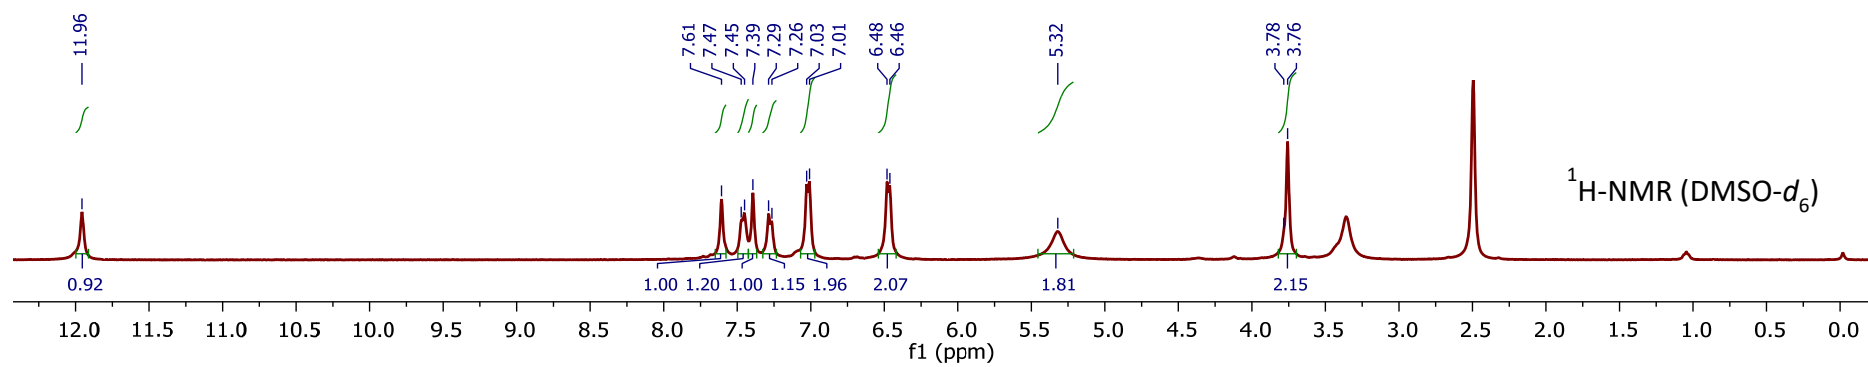 11.96 7.61 7.47 7.45 7.39 7.29 7.26 7.03 7.01 6.48 6.46 5.32 3.78 3.76
¹H-NMR (DMSO-d₆)
0.92 1.00 1.20 1.00 1.15 1.96 2.07 1.81 2.15
12.0 11.5 11.0 10.5 10.0 9.5 9.0 8.5 8.0 7.5 7.0 6.5 6.0 5.5 5.0 4.5 4.0 3.5 3.0 2.5 2.0 1.5 1.0 0.5 0.0
f1 (ppm)